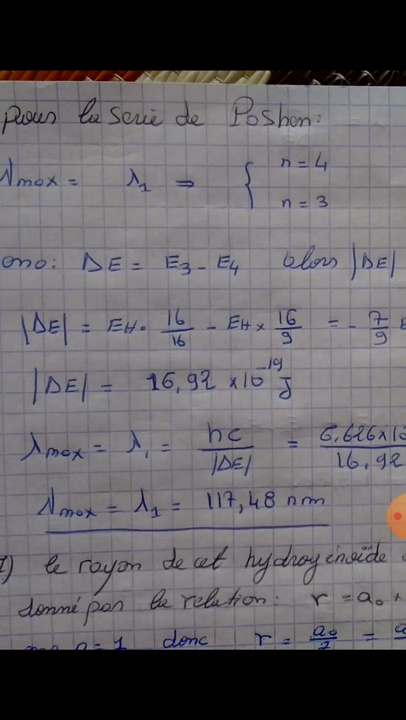 pour la serie de Poshen:
λmax = λ1 ⇒ { n = 4
n = 3
ΔE = E3 - E4 alors |ΔE|
|ΔE| = EH · 16/16 - EH × 16/9 = - 7/9
|ΔE| = 16,92 × 10^-19 J
λmax = λ1 = hc/|ΔE| = 6,626×10/16,92
λmax = λ1 = 117,48 nm
le rayon de cet hydrogénoïde
donné par la relation: r = a0
n = 1 donc r = a0/ =